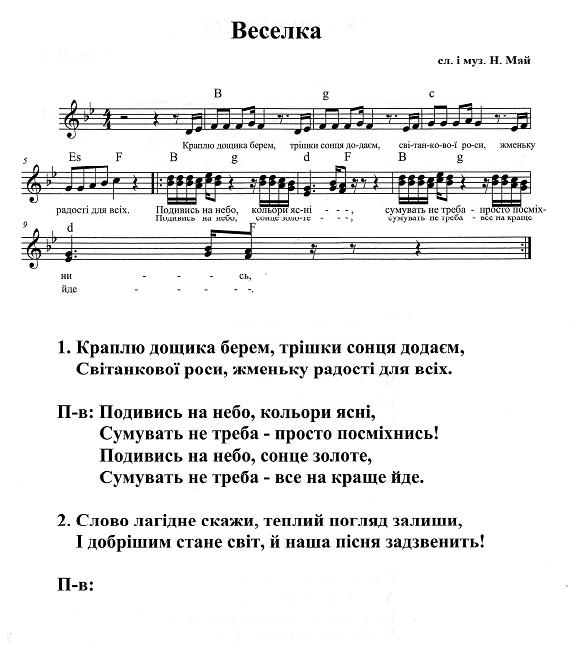 Веселка
сл. і муз. Н. Май
B g c
Краплю дощика берем, трішки сонця до-даєм, сві-тан-ко-во-ї ро-си, жменьку
5 Es F B g d F B g
радості для всіх. Подивись на небо, кольори яс-ні - - -, сумувать не треба - просто посміх-
Подивись на небо, сонце золо-те- - -, сумувать не треба - все на краще
9 d F
ни - - - сь,
йде - - - -.
1. Краплю дощика берем, трішки сонця додаєм,
Світанкової роси, жменьку радості для всіх.
П-в: Подивись на небо, кольори ясні,
Сумувать не треба - просто посміхнись!
Подивись на небо, сонце золоте,
Сумувать не треба - все на краще йде.
2. Слово лагідне скажи, теплий погляд залиши,
І добрішим стане світ, й наша пісня задзвенить!
П-в: